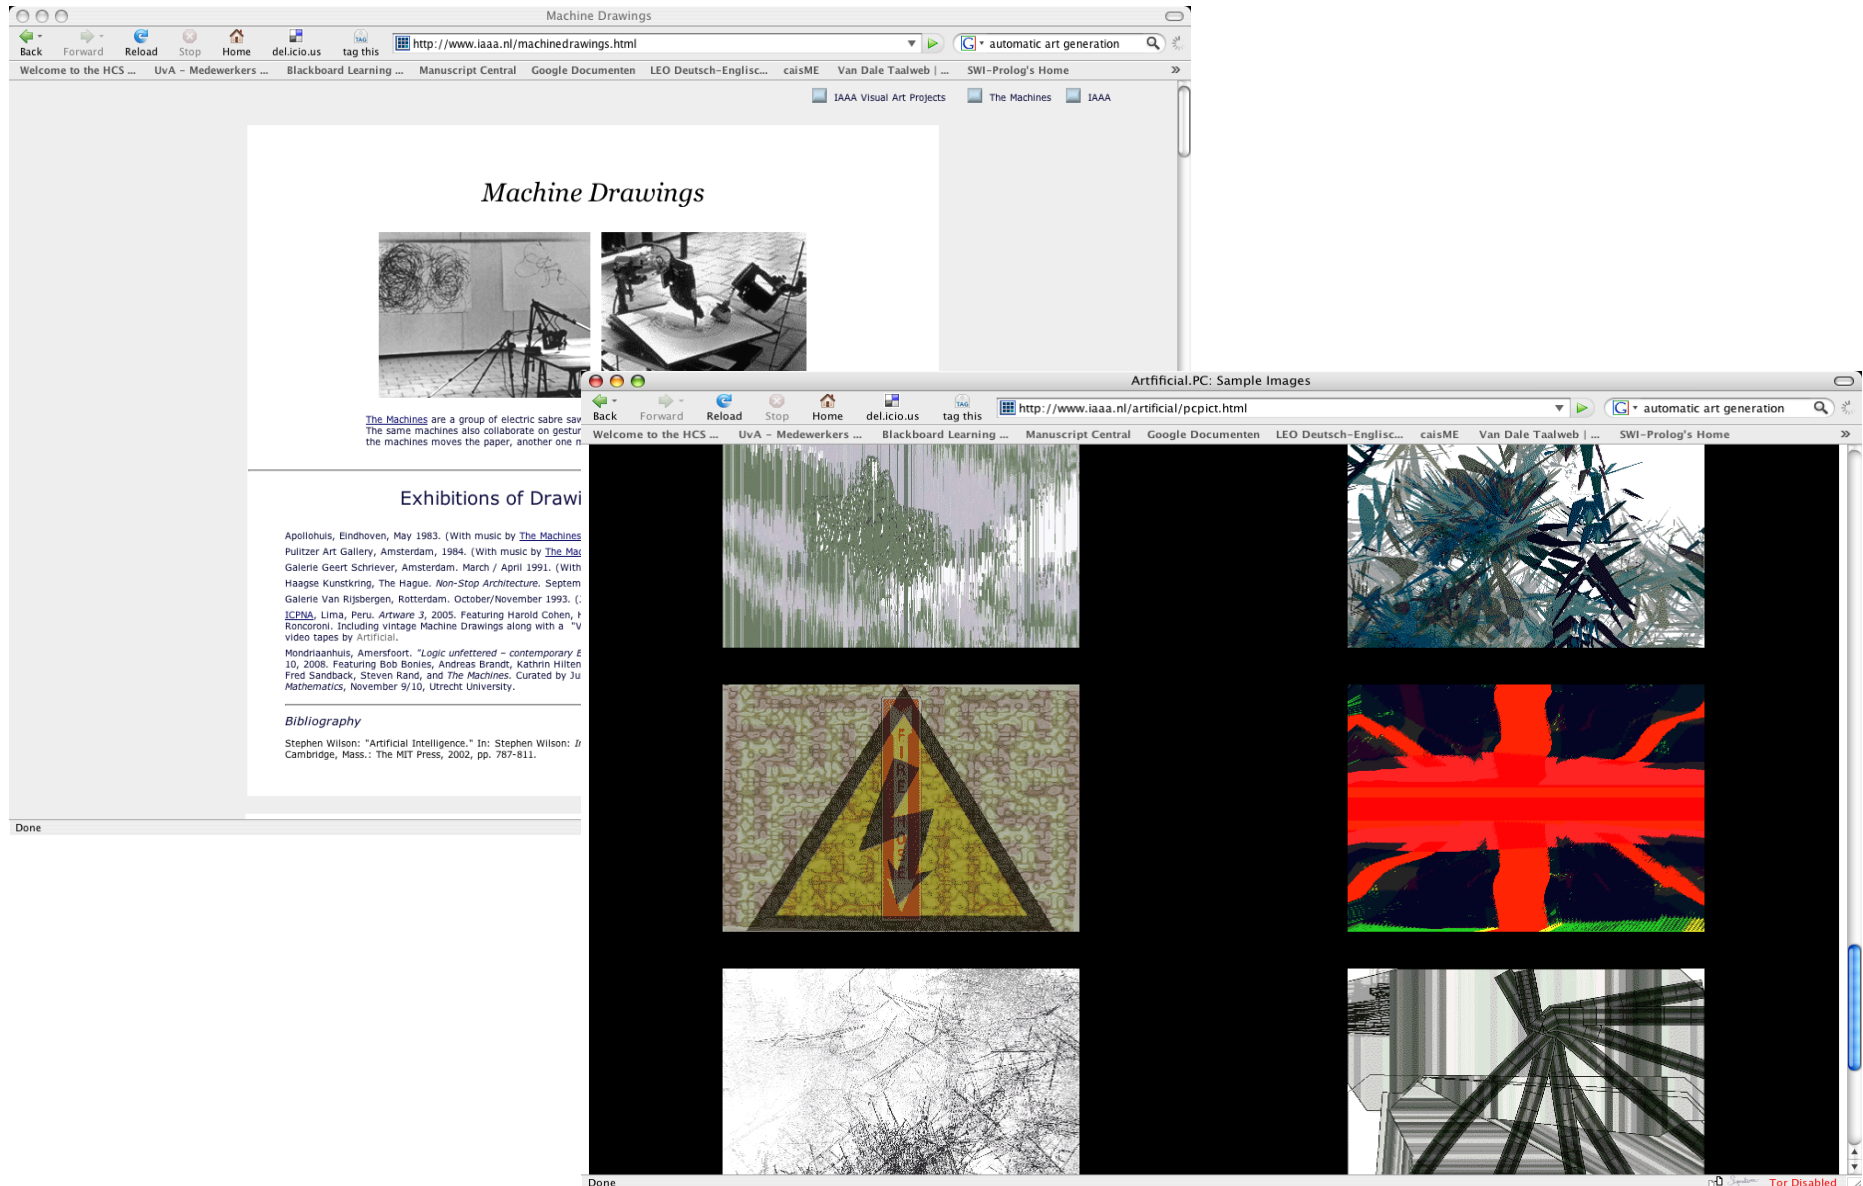 Machine Drawings
Back Forward Reload Stop Home del.icio.us tag this http://www.iaaa.nl/machinedrawings.html automatic art generation
Welcome to the HCS ... UvA - Medewerkers ... Blackboard Learning ... Manuscript Central Google Documenten LEO Deutsch-Englisc... caisME Van Dale Taalweb | ... SWI-Prolog's Home »
IAAA Visual Art Projects The Machines IAAA
Machine Drawings
The Machines are a group of electric sabre saw
The same machines also collaborate on gestur
the machines moves the paper, another one m
Exhibitions of Drawi
Apollohuis, Eindhoven, May 1983. (With music by The Machines
Pulitzer Art Gallery, Amsterdam, 1984. (With music by The Mac
Galerie Geert Schriever, Amsterdam. March / April 1991. (With
Haagse Kunstkring, The Hague. Non-Stop Architecture. Septem
Galerie Van Rijsbergen, Rotterdam. October/November 1993. (
ICPNA, Lima, Peru. Artware 3, 2005. Featuring Harold Cohen, H
Roncoroni. Including vintage Machine Drawings along with a "V
video tapes by Artificial.
Mondriaanhuis, Amersfoort. "Logic unfettered – contemporary E
10, 2008. Featuring Bob Bonies, Andreas Brandt, Kathrin Hilten
Fred Sandback, Steven Rand, and The Machines. Curated by Ju
Mathematics, November 9/10, Utrecht University.
Bibliography
Stephen Wilson: "Artificial Intelligence." In: Stephen Wilson: In
Cambridge, Mass.: The MIT Press, 2002, pp. 787-811.
Done
Artfificial.PC: Sample Images
Back Forward Reload Stop Home del.icio.us tag this http://www.iaaa.nl/artificial/pcpict.html automatic art generation
Welcome to the HCS ... UvA - Medewerkers ... Blackboard Learning ... Manuscript Central Google Documenten LEO Deutsch-Englisc... caisME Van Dale Taalweb | ... SWI-Prolog's Home »
FIRE HOSE
Done Tor Disabled